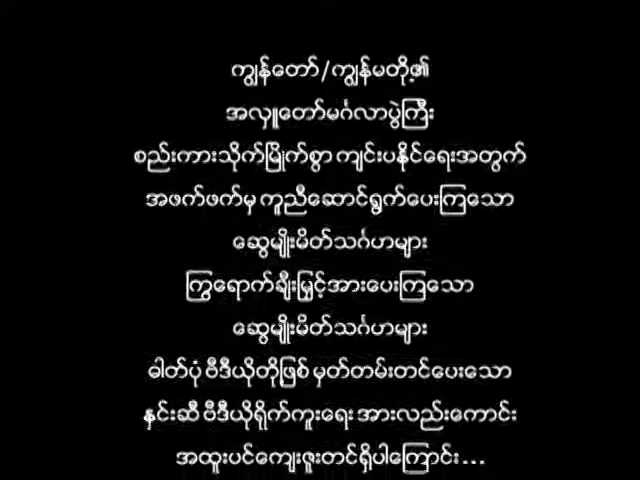 ကျွန်တော်/ကျွန်မတို့၏
အလှူတော်မင်္ဂလာပွဲကြီး
စည်းကားသိုက်မြိုက်စွာ ကျင်းပနိုင်ရေးအတွက်
အဖက်ဖက်မှ ကူညီဆောင်ရွက်ပေးကြသော
ဆွေမျိုးမိတ်သင်္ဂဟများ
ကြွရောက်ချီးမြှင့်အားပေးကြသော
ဆွေမျိုးမိတ်သင်္ဂဟများ
ဓါတ်ပုံ ဗီဒီယိုတိုဖြစ် မှတ်တမ်းတင်ပေးသော
နှင်းဆီ ဗီဒီယိုရိုက်ကူးရေး အားလည်းကောင်း
အထူးပင်ကျေးဇူးတင်ရှိပါကြောင်း...